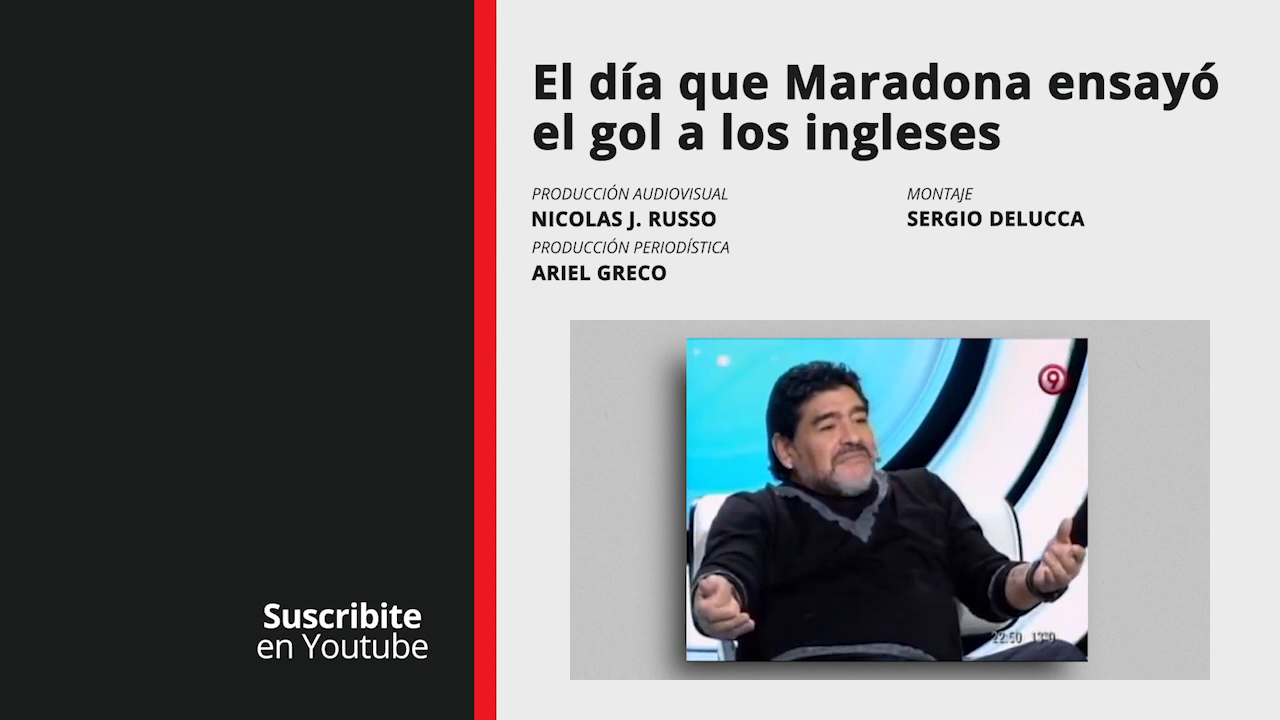 El día que Maradona ensayó
el gol a los ingleses
PRODUCCIÓN AUDIOVISUAL
NICOLAS J. RUSSO
PRODUCCIÓN PERIODÍSTICA
ARIEL GRECO
MONTAJE
SERGIO DELUCCA
9
22:50 13º0
Suscribite
en Youtube